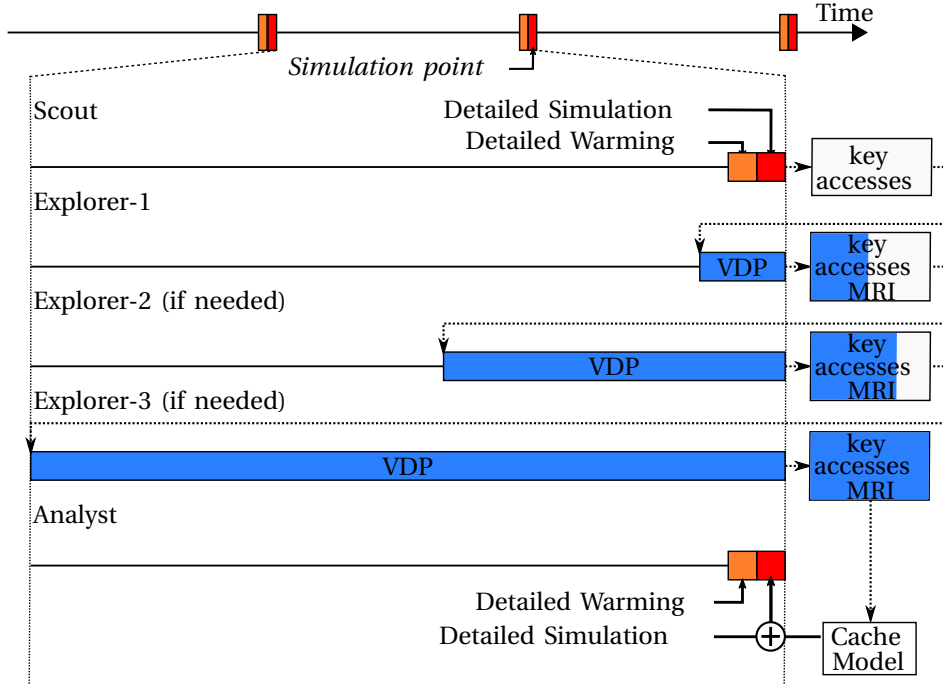 Time
Simulation point
Scout
Detailed Simulation
Detailed Warming
key
accesses
Explorer-1
VDP
key
accesses
MRI
Explorer-2 (if needed)
VDP
key
accesses
MRI
Explorer-3 (if needed)
VDP
key
accesses
MRI
Analyst
Detailed Warming
Detailed Simulation
Cache
Model